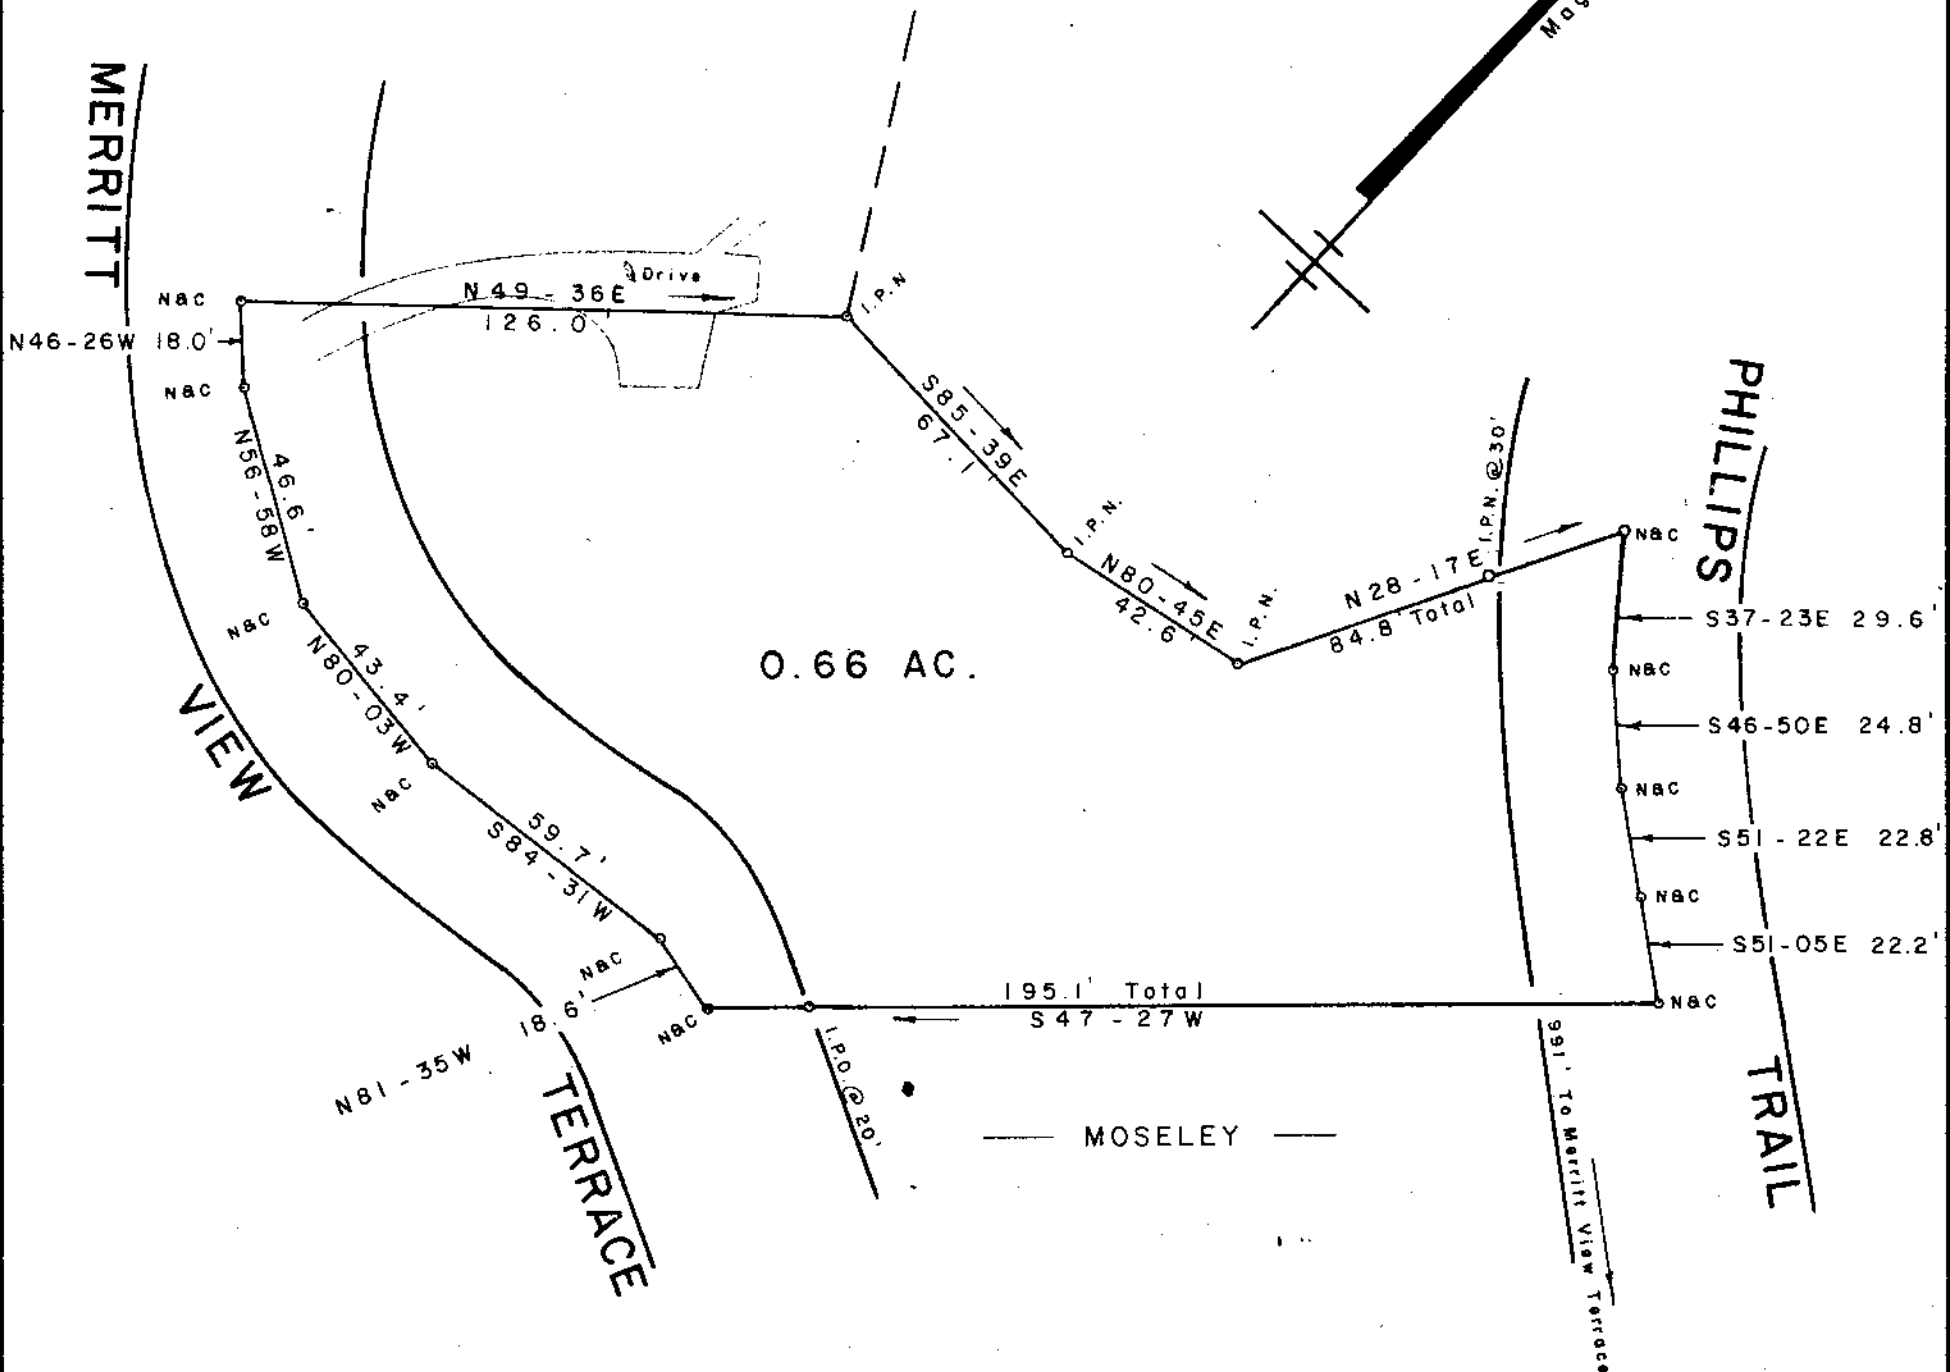 MERRITT
VIEW
TERRACE
N&C
N46-26W 18.0'
N&C
Drive
N49-36E
126.0'
I.P.N
S85-39E
67.1'
I.P.N.
N80-45E
42.6'
I.P.N.
N28-17E
84.8' Total
I.P.N. @ 30'
N&C
PHILLIPS
TRAIL
S37-23E 29.6'
N&C
S46-50E 24.8'
N&C
S51-22E 22.8'
N&C
S51-05E 22.2'
N&C
46.6'
N56-58W
N&C
43.4'
N80-03W
N&C
0.66 AC.
59.7'
S84-31W
N&C
18.6'
N81-35W
N&C
195.1' Total
S47-27W
I.P.O. @ 20'
MOSELEY
991' To Merritt View Terrace